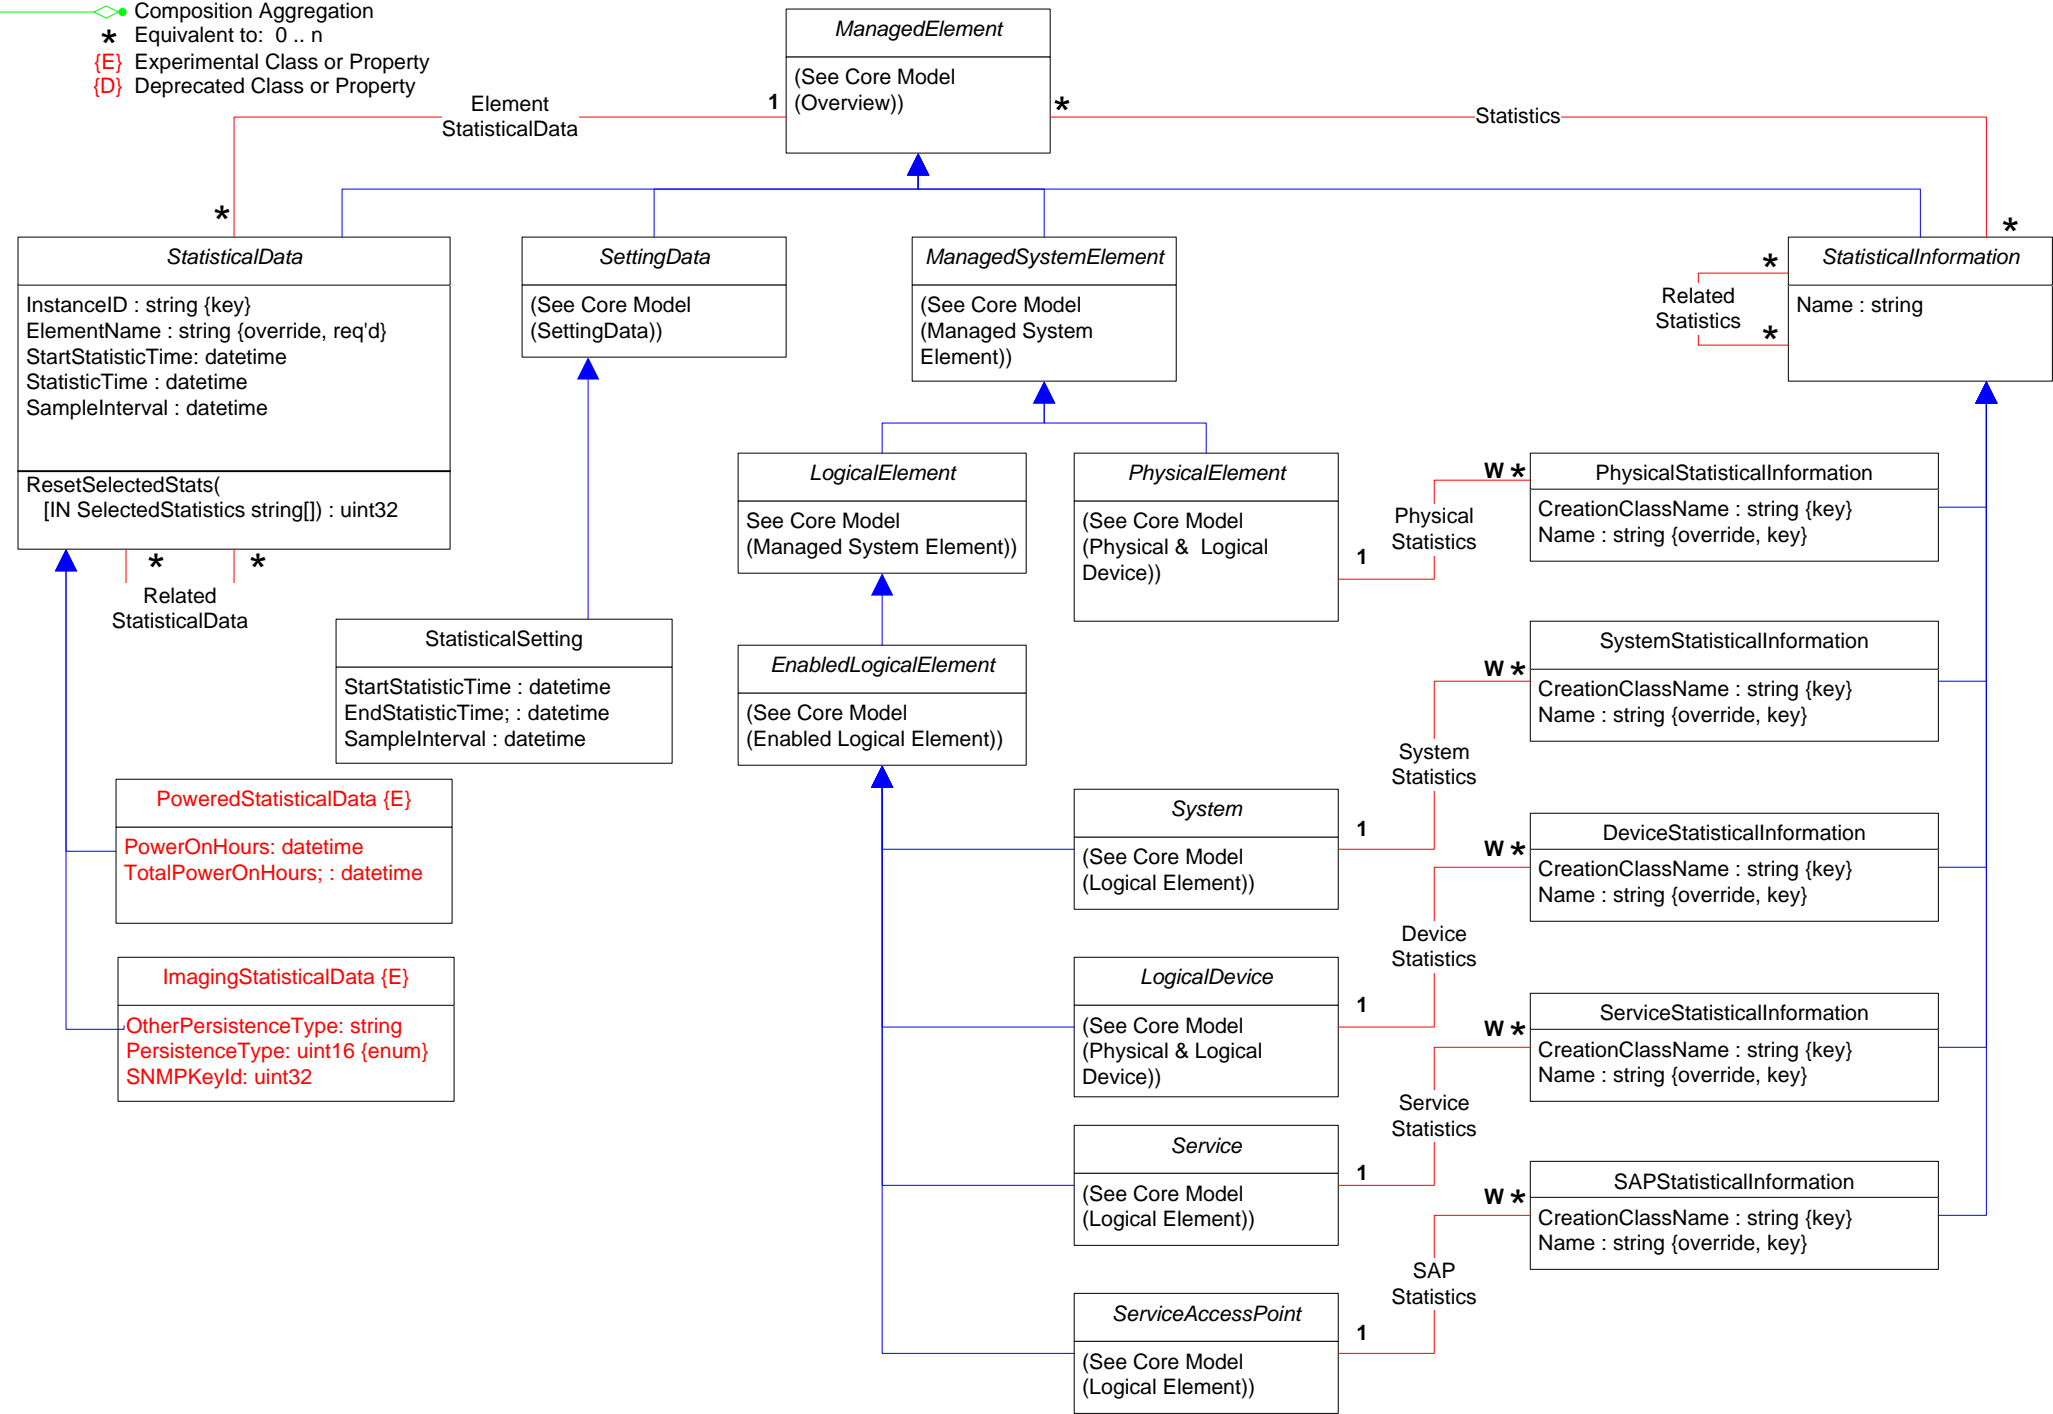 Composition Aggregation
* Equivalent to: 0 .. n
{E} Experimental Class or Property
{D} Deprecated Class or Property
ManagedElement
(See Core Model
(Overview))
Element
StatisticalData
1
*
*
Statistics
*
StatisticalData
InstanceID : string {key}
ElementName : string {override, req'd}
StartStatisticTime: datetime
StatisticTime : datetime
SampleInterval : datetime
ResetSelectedStats(
[IN SelectedStatistics string[]) : uint32
*
*
Related
StatisticalData
SettingData
(See Core Model
(SettingData))
ManagedSystemElement
(See Core Model
(Managed System
Element))
StatisticalInformation
Name : string
*
Related
Statistics
*
LogicalElement
See Core Model
(Managed System Element))
PhysicalElement
(See Core Model
(Physical & Logical
Device))
1
Physical
Statistics
W *
PhysicalStatisticalInformation
CreationClassName : string {key}
Name : string {override, key}
StatisticalSetting
StartStatisticTime : datetime
EndStatisticTime; : datetime
SampleInterval : datetime
EnabledLogicalElement
(See Core Model
(Enabled Logical Element))
W *
SystemStatisticalInformation
CreationClassName : string {key}
Name : string {override, key}
System
Statistics
PoweredStatisticalData {E}
PowerOnHours: datetime
TotalPowerOnHours; : datetime
System
(See Core Model
(Logical Element))
1
W *
DeviceStatisticalInformation
CreationClassName : string {key}
Name : string {override, key}
Device
Statistics
ImagingStatisticalData {E}
OtherPersistenceType: string
PersistenceType: uint16 {enum}
SNMPKeyId: uint32
LogicalDevice
(See Core Model
(Physical & Logical
Device))
1
W *
ServiceStatisticalInformation
CreationClassName : string {key}
Name : string {override, key}
Service
Statistics
Service
(See Core Model
(Logical Element))
1
W *
SAPStatisticalInformation
CreationClassName : string {key}
Name : string {override, key}
SAP
Statistics
ServiceAccessPoint
(See Core Model
(Logical Element))
1